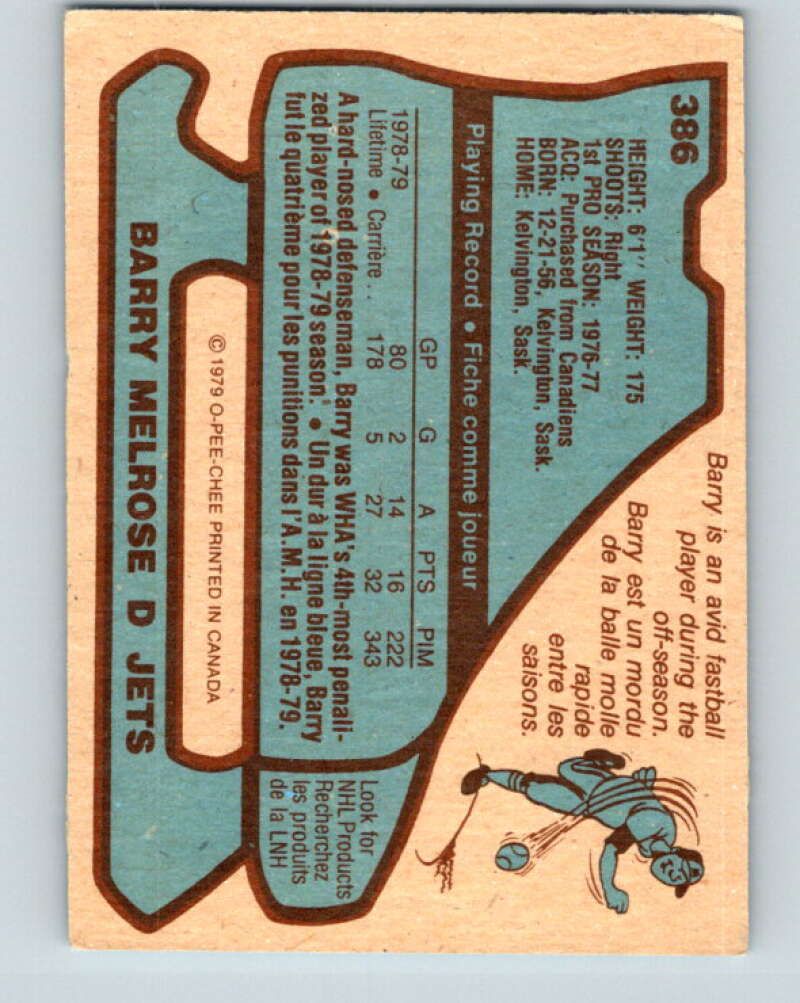 386
HEIGHT: 6'1" WEIGHT: 175
SHOOTS: Right
1st PRO SEASON: 1976-77
ACQ: Purchased from Canadiens
BORN: 12-21-56, Kelvington, Sask.
HOME: Kelvington, Sask.
Barry is an avid fastball
player during the
off-season.
Barry est un mordu
de la balle molle
rapide
entre les
saisons.
Playing Record • Fiche comme joueur
GP G A PTS PIM
1978-79 80 2 14 16 222
Lifetime • Carrière . . 178 5 27 32 343
A hard-nosed defenseman, Barry was WHA's 4th-most penali-
zed player of 1978-79 season. • Un dur à la ligne bleue, Barry
fut le quatrième pour les punitions dans l'A.M.H. en 1978-79.
Look for
NHL Products
Recherchez
les produits
de la LNH
© 1979 O-PEE-CHEE PRINTED IN CANADA
BARRY MELROSE D JETS